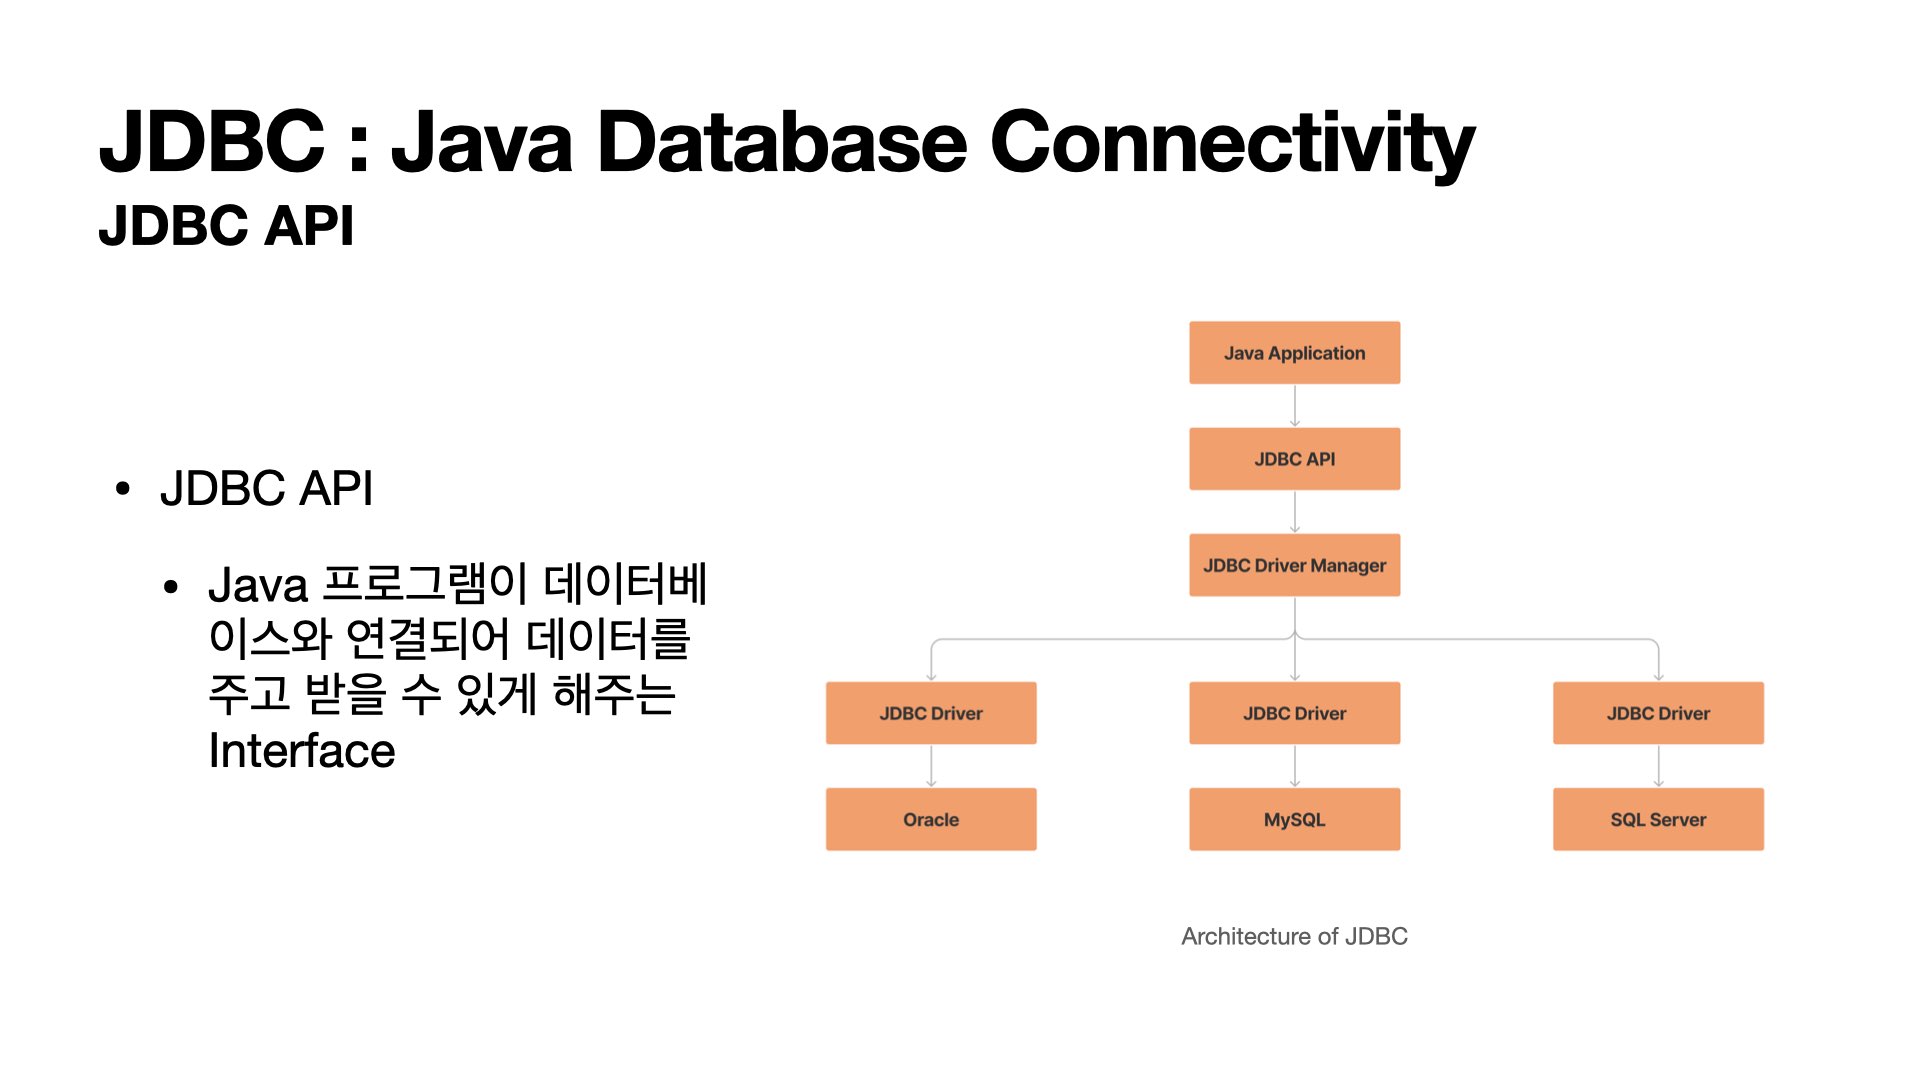 JDBC : Java Database Connectivity
JDBC API
• JDBC API
• Java 프로그램이 데이터베
이스와 연결되어 데이터를
주고 받을 수 있게 해주는
Interface
Java Application
JDBC API
JDBC Driver Manager
JDBC Driver
JDBC Driver
JDBC Driver
Oracle
MySQL
SQL Server
Architecture of JDBC